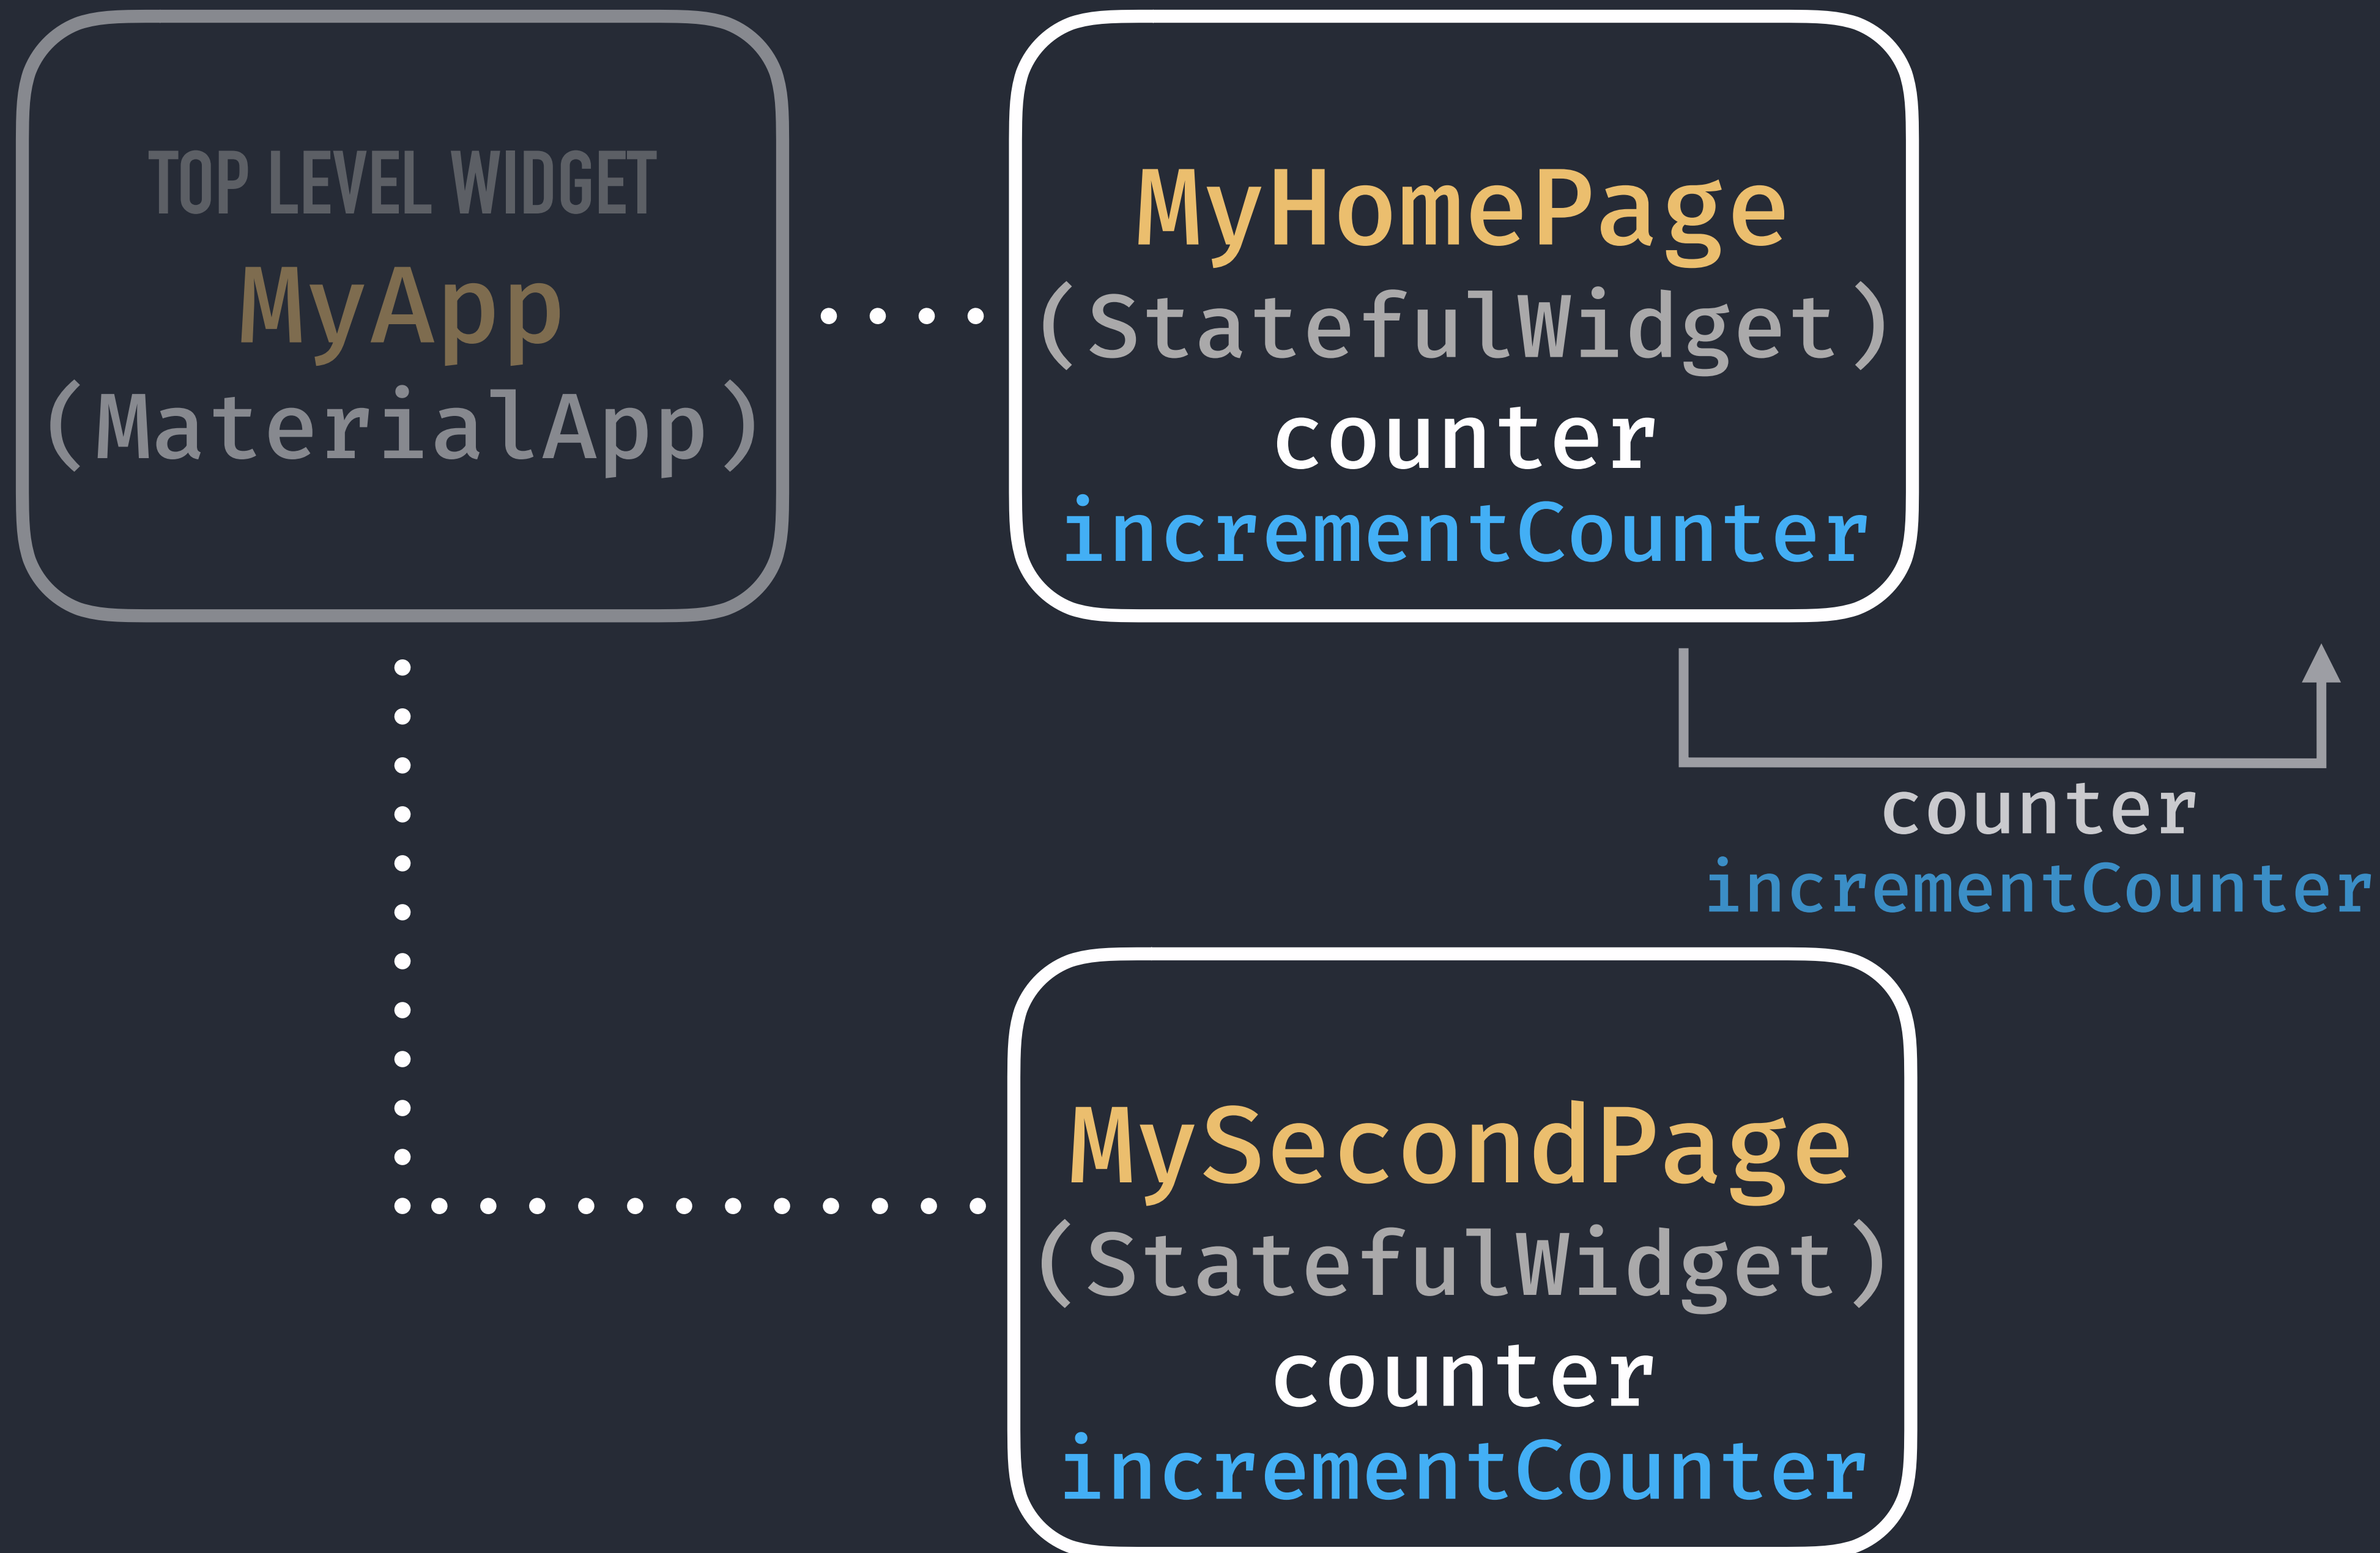 TOP LEVEL WIDGET
MyApp
(MaterialApp)
MyHomePage
(StatefulWidget)
counter
incrementCounter
counter
incrementCounter
MySecondPage
(StatefulWidget)
counter
incrementCounter